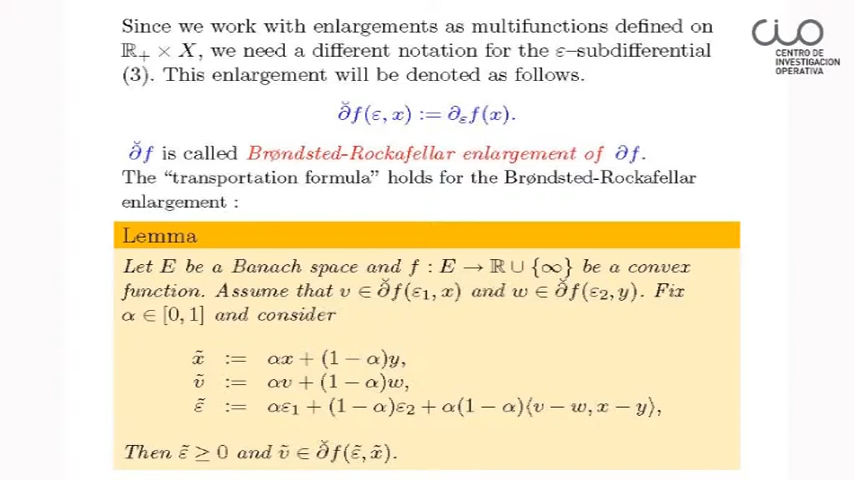 Since we work with enlargements as multifunctions defined on
ℝ₊ × X, we need a different notation for the ε–subdifferential
(3). This enlargement will be denoted as follows.
∂̆f(ε, x) := ∂_εf(x).
∂̆f is called Brøndsted-Rockafellar enlargement of ∂f.
The “transportation formula” holds for the Brøndsted-Rockafellar
enlargement :
Lemma
Let E be a Banach space and f : E → ℝ ∪ {∞} be a convex
function. Assume that v ∈ ∂̆f(ε₁, x) and w ∈ ∂̆f(ε₂, y). Fix
α ∈ [0, 1] and consider
x̃ := αx + (1 − α)y,
ṽ := αv + (1 − α)w,
ε̃ := αε₁ + (1 − α)ε₂ + α(1 − α)⟨v − w, x − y⟩,
Then ε̃ ≥ 0 and ṽ ∈ ∂̆f(ε̃, x̃).
CIO
CENTRO DE
INVESTIGACION
OPERATIVA